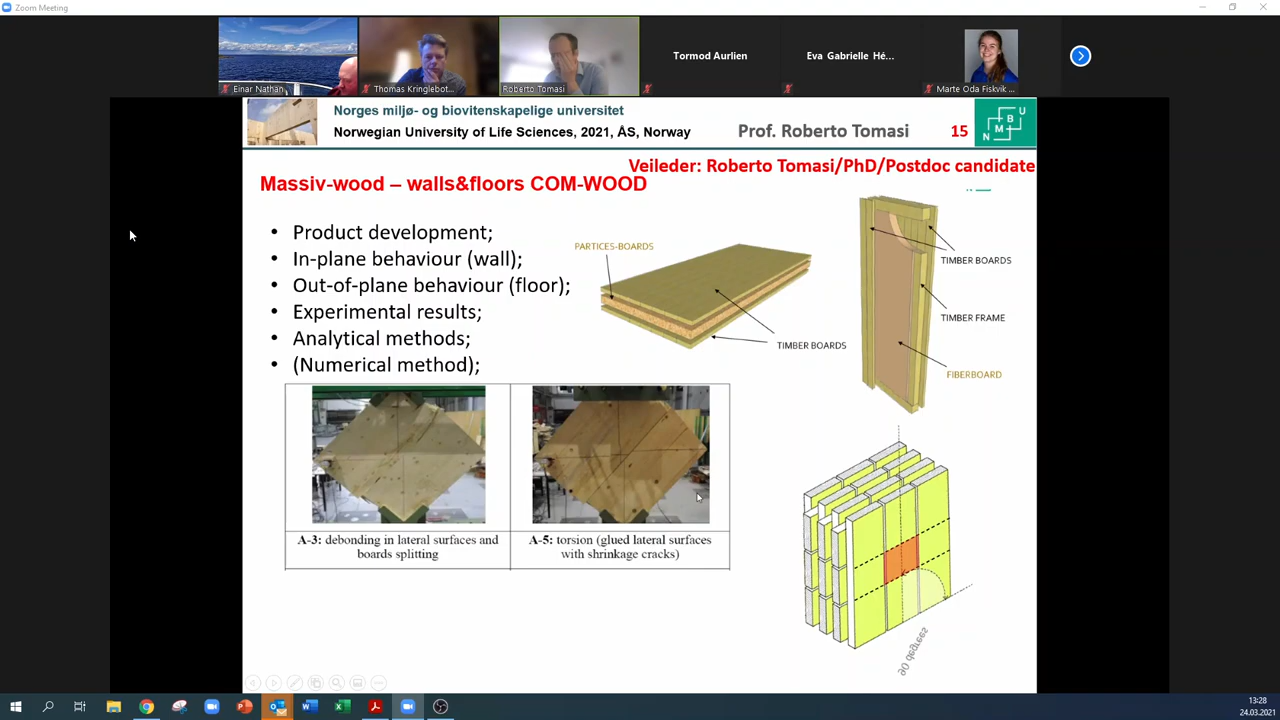 Zoom Meeting
Einar Nathan
Thomas Kringlebot...
Roberto Tomasi
Tormod Aurlien
Eva Gabrielle Hé...
Marte Oda Fiskvik ...
Norges miljø- og biovitenskapelige universitet
Norwegian University of Life Sciences, 2021, ÅS, Norway
Prof. Roberto Tomasi
15
N M B U
Veileder: Roberto Tomasi/PhD/Postdoc candidate
Massiv-wood – walls&floors COM-WOOD
• Product development;
• In-plane behaviour (wall);
• Out-of-plane behaviour (floor);
• Experimental results;
• Analytical methods;
• (Numerical method);
PARTICES-BOARDS
TIMBER BOARDS
TIMBER BOARDS
TIMBER FRAME
FIBERBOARD
A-3: debonding in lateral surfaces and
boards splitting
A-5: torsion (glued lateral surfaces
with shrinkage cracks)
90 degrees
13:28
24.03.2021